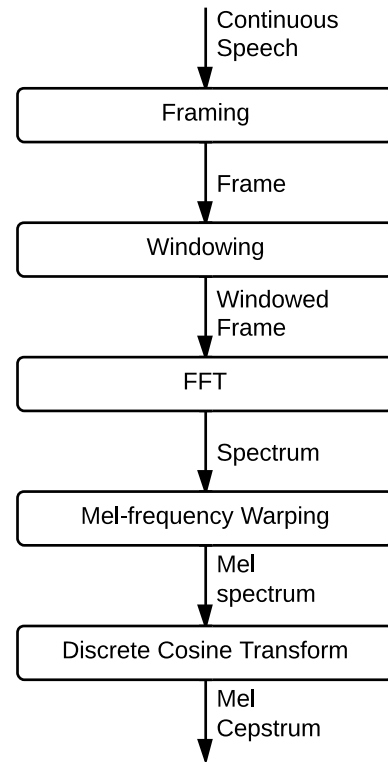 Continuous
Speech
Framing
Frame
Windowing
Windowed
Frame
FFT
Spectrum
Mel-frequency Warping
Mel
spectrum
Discrete Cosine Transform
Mel
Cepstrum